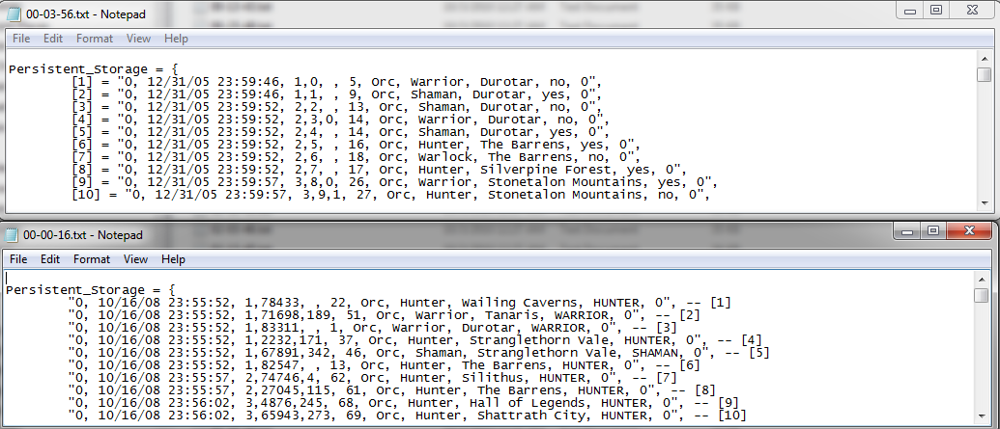 00-03-56.txt - Notepad
File Edit Format View Help
Persistent_Storage = {
[1] = "0, 12/31/05 23:59:46, 1,0, , 5, Orc, Warrior, Durotar, no, 0",
[2] = "0, 12/31/05 23:59:46, 1,1, , 9, Orc, Shaman, Durotar, yes, 0",
[3] = "0, 12/31/05 23:59:52, 2,2, , 13, Orc, Shaman, Durotar, no, 0",
[4] = "0, 12/31/05 23:59:52, 2,3,0, 14, Orc, Warrior, Durotar, no, 0",
[5] = "0, 12/31/05 23:59:52, 2,4, , 14, Orc, Shaman, Durotar, yes, 0",
[6] = "0, 12/31/05 23:59:52, 2,5, , 16, Orc, Hunter, The Barrens, yes, 0",
[7] = "0, 12/31/05 23:59:52, 2,6, , 18, Orc, Warlock, The Barrens, no, 0",
[8] = "0, 12/31/05 23:59:52, 2,7, , 17, Orc, Hunter, Silverpine Forest, yes, 0",
[9] = "0, 12/31/05 23:59:57, 3,8,0, 26, Orc, Warrior, Stonetalon Mountains, yes, 0",
[10] = "0, 12/31/05 23:59:57, 3,9,1, 27, Orc, Hunter, Stonetalon Mountains, no, 0",
00-00-16.txt - Notepad
File Edit Format View Help
Persistent_Storage = {
"0, 10/16/08 23:55:52, 1,78433, , 22, Orc, Hunter, Wailing Caverns, HUNTER, 0", -- [1]
"0, 10/16/08 23:55:52, 1,71698,189, 51, Orc, Warrior, Tanaris, WARRIOR, 0", -- [2]
"0, 10/16/08 23:55:52, 1,83311, , 1, Orc, Warrior, Durotar, WARRIOR, 0", -- [3]
"0, 10/16/08 23:55:52, 1,2232,171, 37, Orc, Hunter, Stranglethorn Vale, HUNTER, 0", -- [4]
"0, 10/16/08 23:55:52, 1,67891,342, 46, Orc, Shaman, Stranglethorn Vale, SHAMAN, 0", -- [5]
"0, 10/16/08 23:55:52, 1,82547, , 13, Orc, Hunter, The Barrens, HUNTER, 0", -- [6]
"0, 10/16/08 23:55:57, 2,74746,4, 62, Orc, Hunter, Silithus, HUNTER, 0", -- [7]
"0, 10/16/08 23:55:57, 2,27045,115, 61, Orc, Hunter, The Barrens, HUNTER, 0", -- [8]
"0, 10/16/08 23:56:02, 3,4876,245, 68, Orc, Hunter, Hall of Legends, HUNTER, 0", -- [9]
"0, 10/16/08 23:56:02, 3,65943,273, 69, Orc, Hunter, Shattrath City, HUNTER, 0", -- [10]